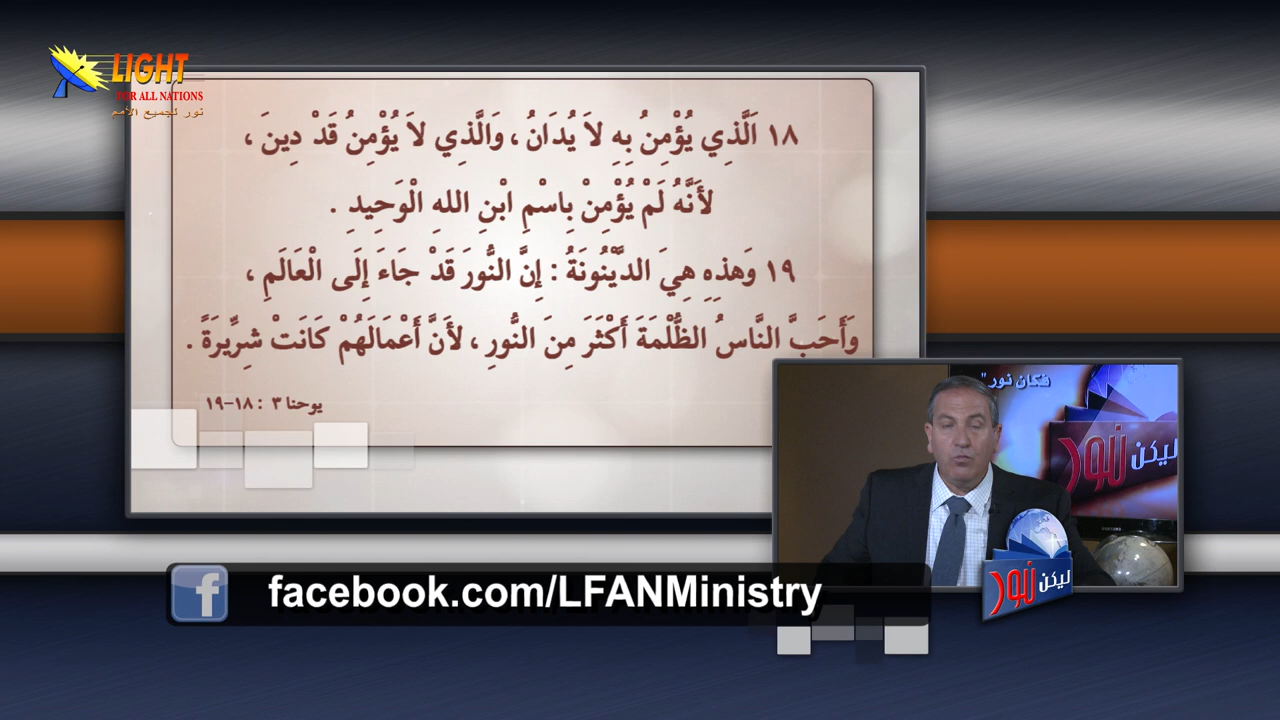 LIGHT
FOR ALL NATIONS
نور لجميع الأمم
١٨ اَلَّذِي يُؤْمِنُ بِهِ لاَ يُدَانُ ، وَالَّذِي لاَ يُؤْمِنُ قَدْ دِينَ ،
لأَنَّهُ لَمْ يُؤْمِنْ بِاسْمِ ابْنِ اللهِ الْوَحِيدِ .
١٩ وَهذِهِ هِيَ الدَّيْنُونَةُ : إِنَّ النُّورَ قَدْ جَاءَ إِلَى الْعَالَمِ ،
وَأَحَبَّ النَّاسُ الظُّلْمَةَ أَكْثَرَ مِنَ النُّورِ ، لأَنَّ أَعْمَالَهُمْ كَانَتْ شِرِّيرَةً .
يوحنا ٣ : ١٨-١٩
فكان نور"
ليكن نور
SAMSUNG
ليكن نور
f facebook.com/LFANMinistry